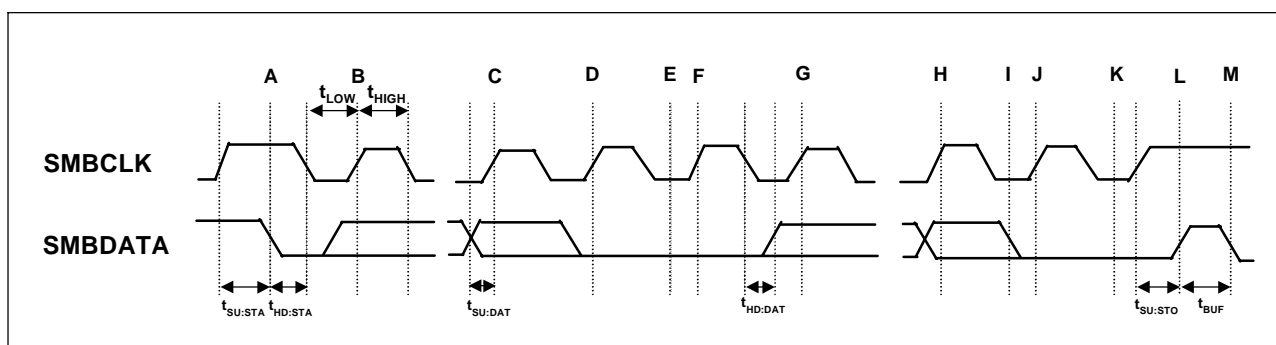 A B C D E F G H I J K L M
tLOW tHIGH
SMBCLK
SMBDATA
tSU:STA tHD:STA tSU:DAT tHD:DAT tSU:STO tBUF